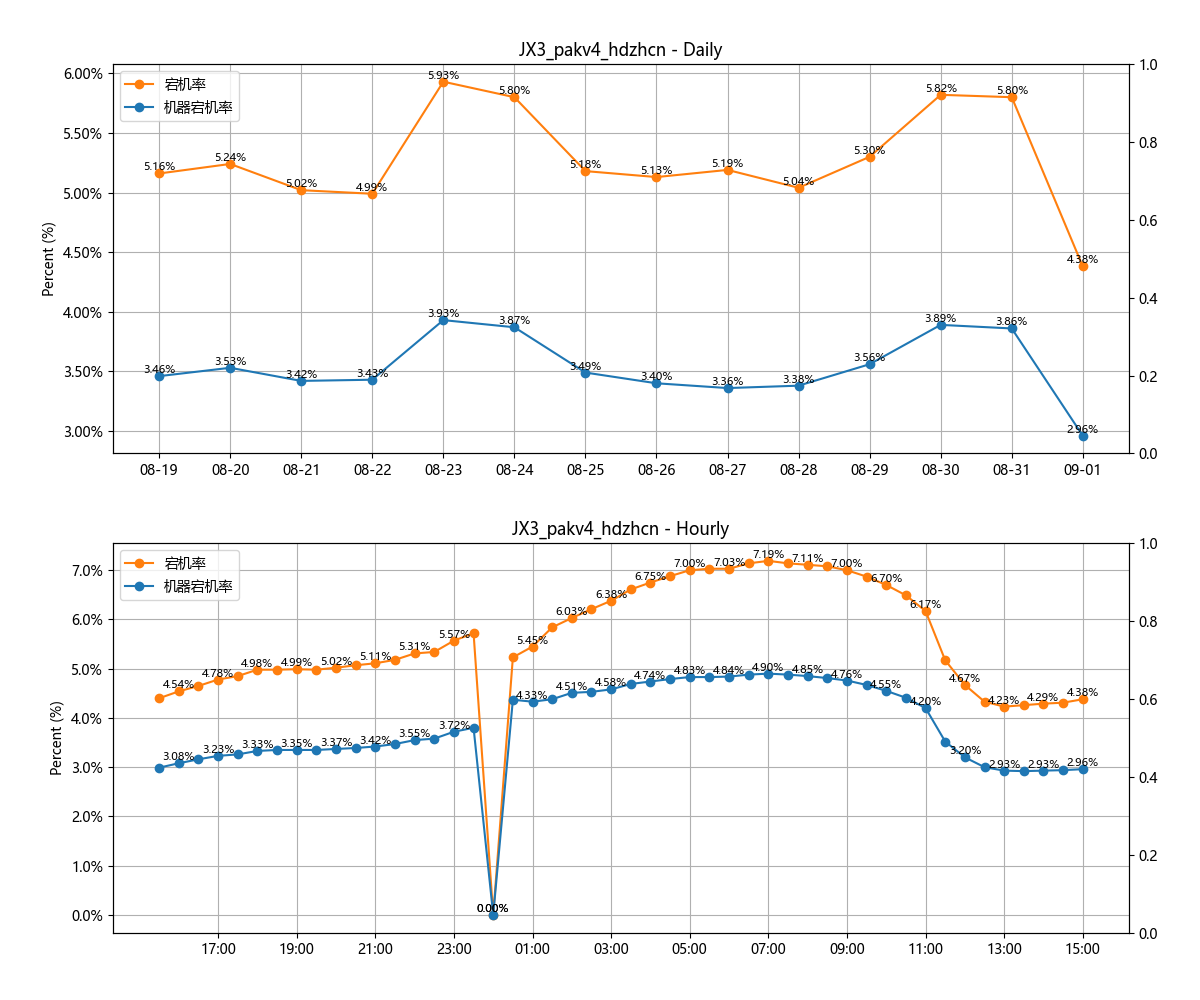 JX3_pakv4_hdzhcn - Daily
宕机率
机器宕机率
Percent (%)
6.00%
5.50%
5.00%
4.50%
4.00%
3.50%
3.00%
1.0
0.8
0.6
0.4
0.2
0.0
5.16% 5.24% 5.02% 4.99% 5.93% 5.80% 5.18% 5.13% 5.19% 5.04% 5.30% 5.82% 5.80% 4.38%
3.46% 3.53% 3.42% 3.43% 3.93% 3.87% 3.49% 3.40% 3.36% 3.38% 3.56% 3.89% 3.86% 2.96%
08-19 08-20 08-21 08-22 08-23 08-24 08-25 08-26 08-27 08-28 08-29 08-30 08-31 09-01
JX3_pakv4_hdzhcn - Hourly
宕机率
机器宕机率
Percent (%)
7.0%
6.0%
5.0%
4.0%
3.0%
2.0%
1.0%
0.0%
1.0
0.8
0.6
0.4
0.2
0.0
4.54% 4.78% 4.98% 4.99% 5.02% 5.11% 5.31% 5.57% 0.00% 5.45% 6.03% 6.38% 6.75% 7.00% 7.03% 7.19% 7.11% 7.00% 6.70% 6.17% 4.67% 4.23% 4.29% 4.38%
3.08% 3.23% 3.33% 3.35% 3.37% 3.42% 3.55% 3.72% 0.00% 4.33% 4.51% 4.58% 4.74% 4.83% 4.84% 4.90% 4.85% 4.76% 4.55% 4.20% 3.20% 2.93% 2.93% 2.96%
17:00 19:00 21:00 23:00 01:00 03:00 05:00 07:00 09:00 11:00 13:00 15:00